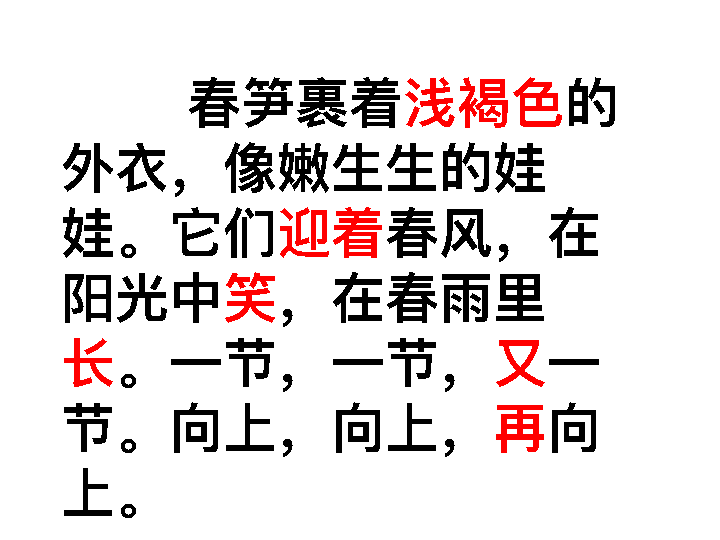 春笋裹着浅褐色的
外衣，像嫩生生的娃
娃。它们迎着春风，在
阳光中笑，在春雨里
长。一节，一节，又一
节。向上，向上，再向
上。